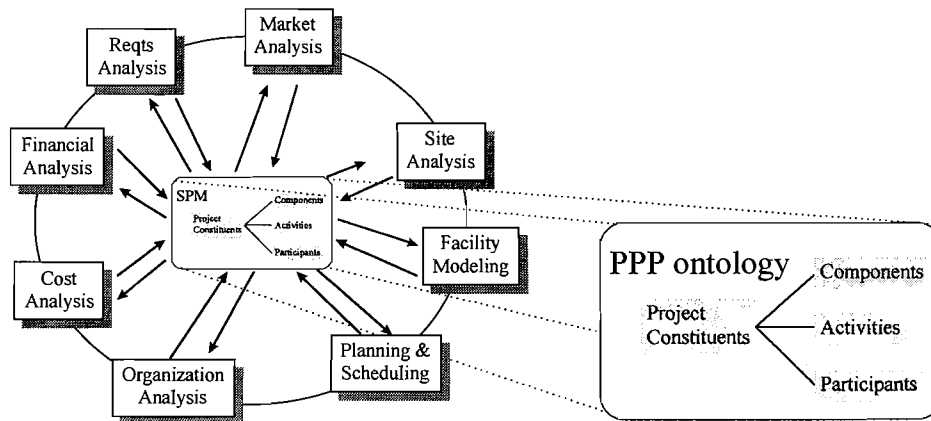 Market
Analysis
Reqts
Analysis
Financial
Analysis
Site
Analysis
SPM
Components
Project
Constituents
Activities
Participants
Facility
Modeling
Cost
Analysis
Organization
Analysis
Planning &
Scheduling
PPP ontology
Components
Project
Constituents
Activities
Participants